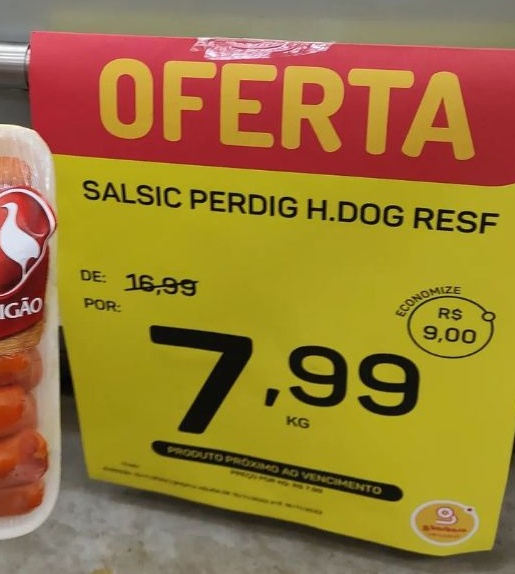 OFERTA
SALSIC PERDIG H.DOG RESF
DE: 16,99
POR:
ECONOMIZE
R$
9,00
7,99
KG
PRODUTO PRÓXIMO AO VENCIMENTO
IGÃO